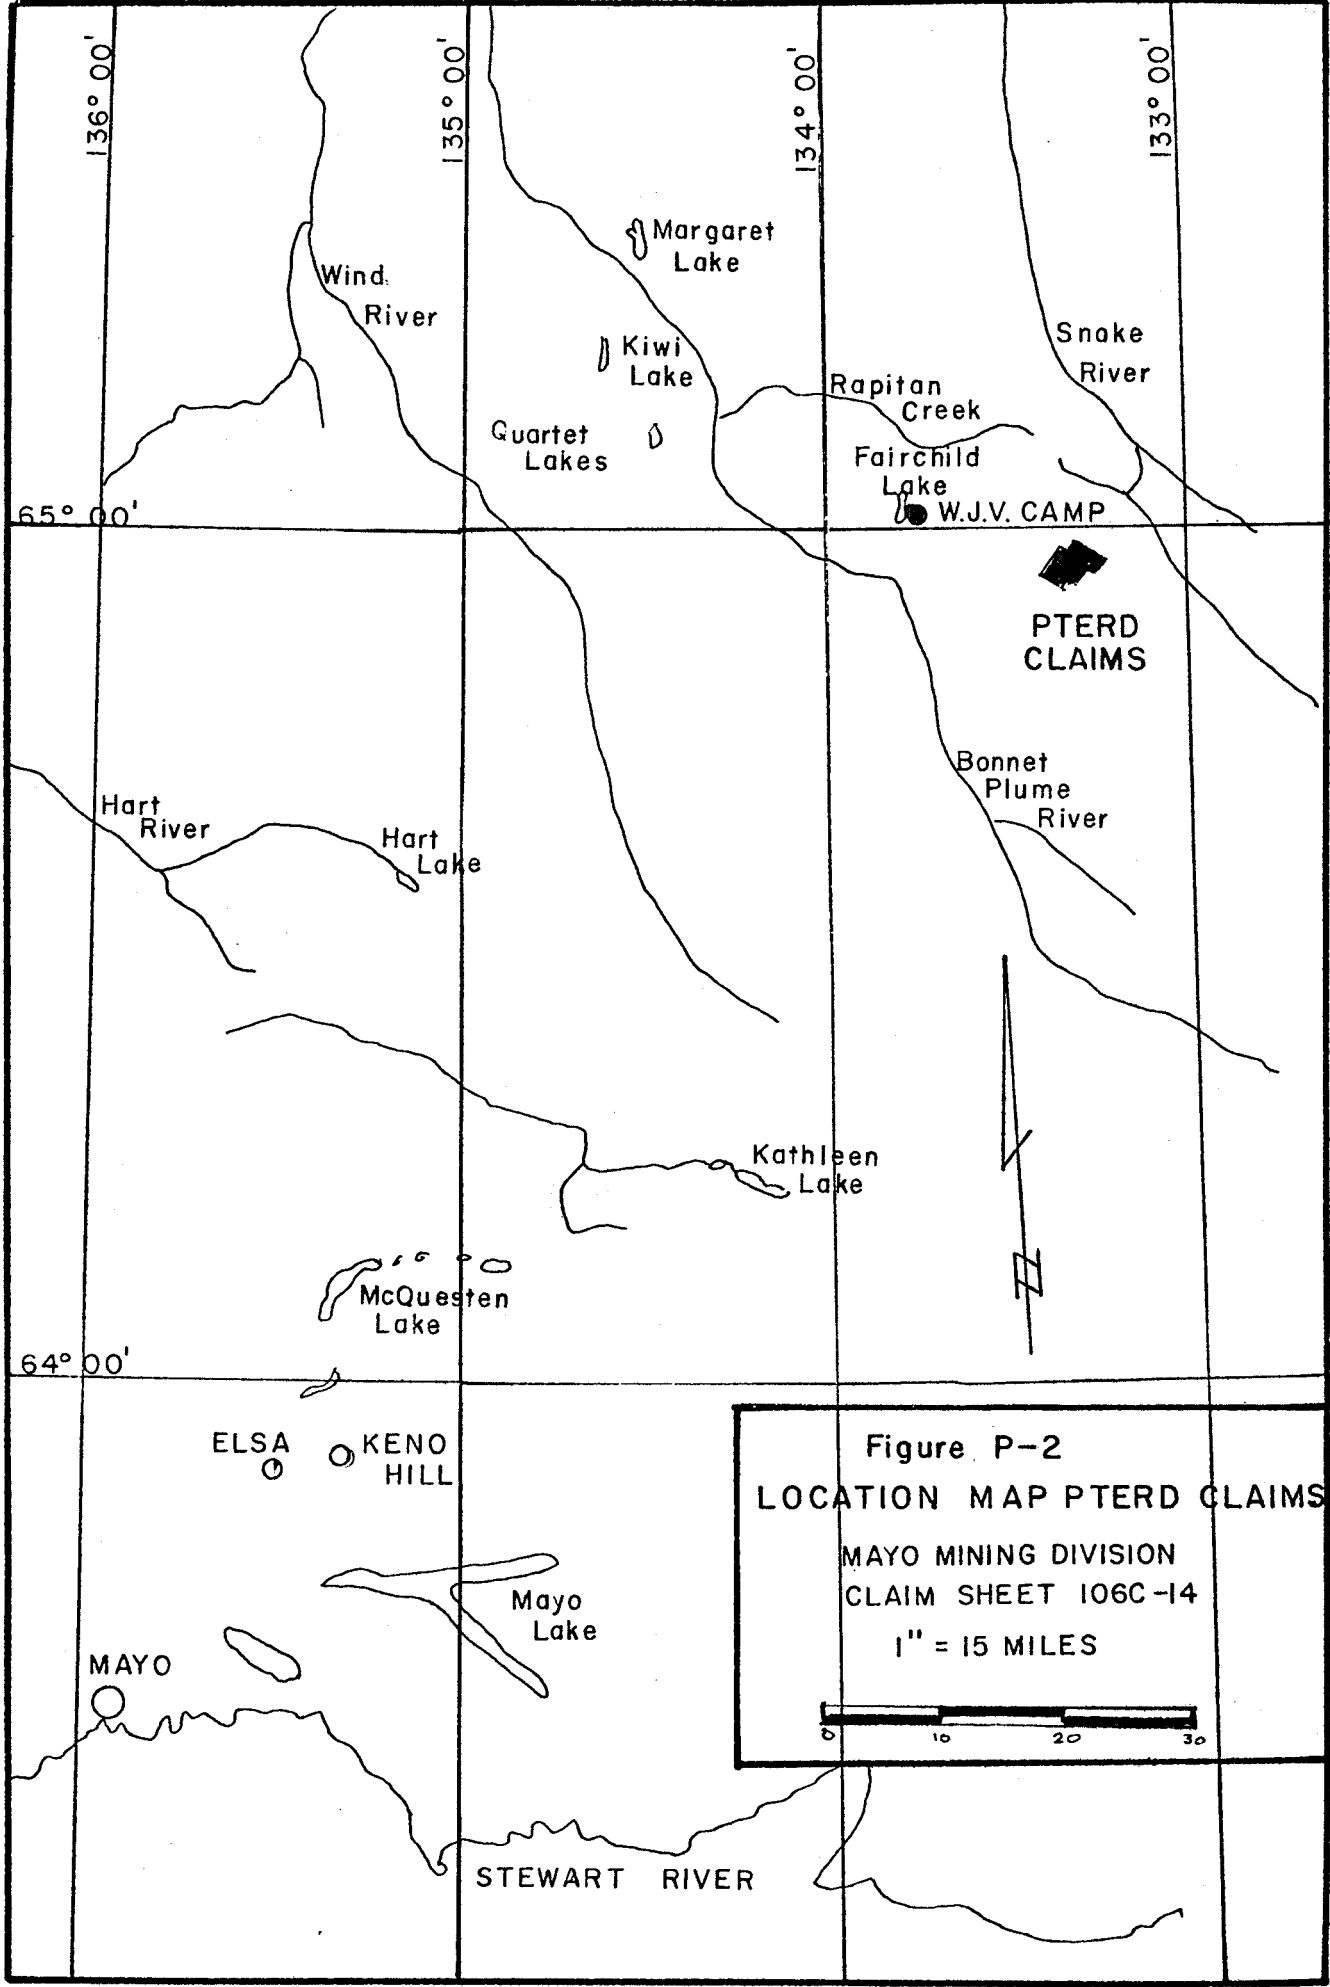 136° 00'
135° 00'
134° 00'
133° 00'
Margaret
Lake
Wind
River
Kiwi
Lake
Snake
River
Rapitan
Creek
Quartet
Lakes
Fairchild
Lake
65° 00'
W.J.V. CAMP
PTERD
CLAIMS
Bonnet
Plume
River
Hart
River
Hart
Lake
Kathleen
Lake
McQuesten
Lake
64° 00'
N
ELSA
KENO
HILL
Figure P-2
LOCATION MAP PTERD CLAIMS
MAYO MINING DIVISION
CLAIM SHEET 106C-14
1" = 15 MILES
0 10 20 30
Mayo
Lake
MAYO
STEWART RIVER